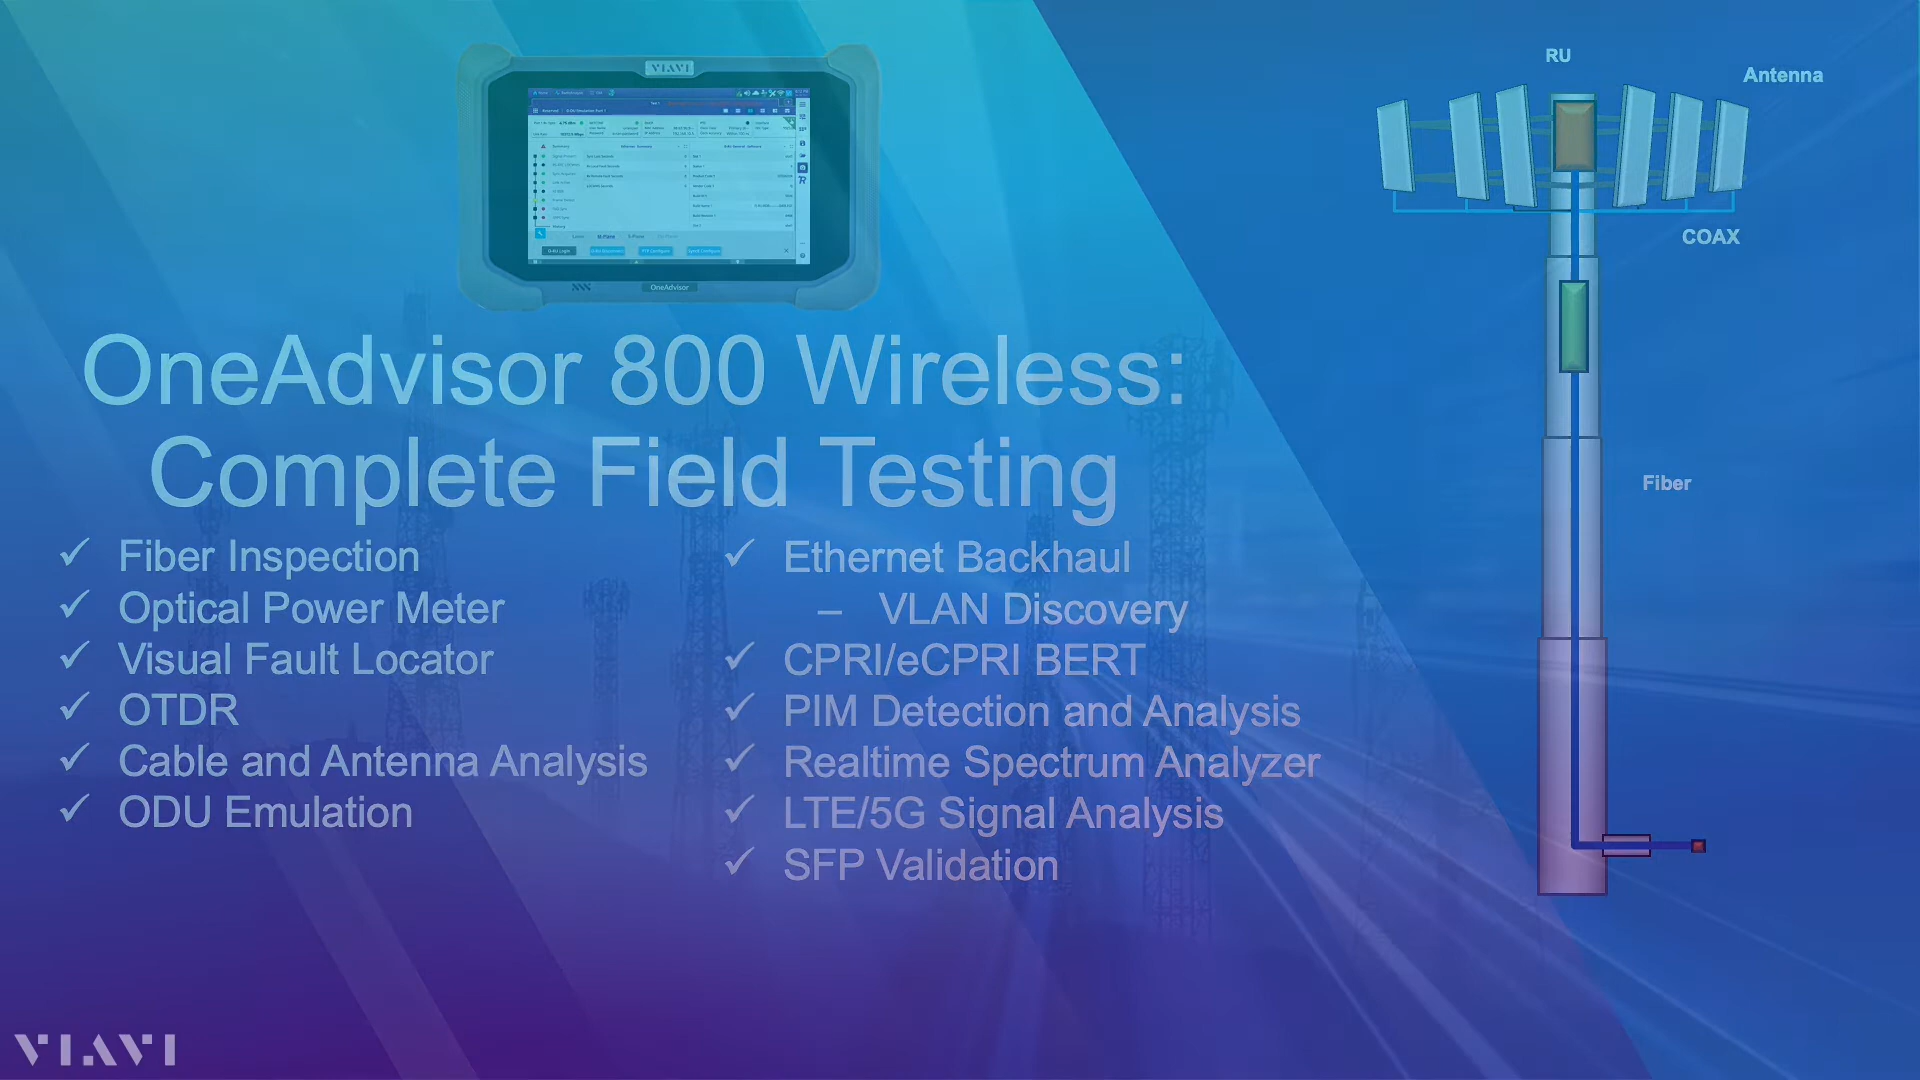 VIAVI
OneAdvisor
OneAdvisor 800 Wireless:
Complete Field Testing
✓ Fiber Inspection
✓ Optical Power Meter
✓ Visual Fault Locator
✓ OTDR
✓ Cable and Antenna Analysis
✓ ODU Emulation
✓ Ethernet Backhaul
– VLAN Discovery
✓ CPRI/eCPRI BERT
✓ PIM Detection and Analysis
✓ Realtime Spectrum Analyzer
✓ LTE/5G Signal Analysis
✓ SFP Validation
RU
Antenna
COAX
Fiber
VIAVI